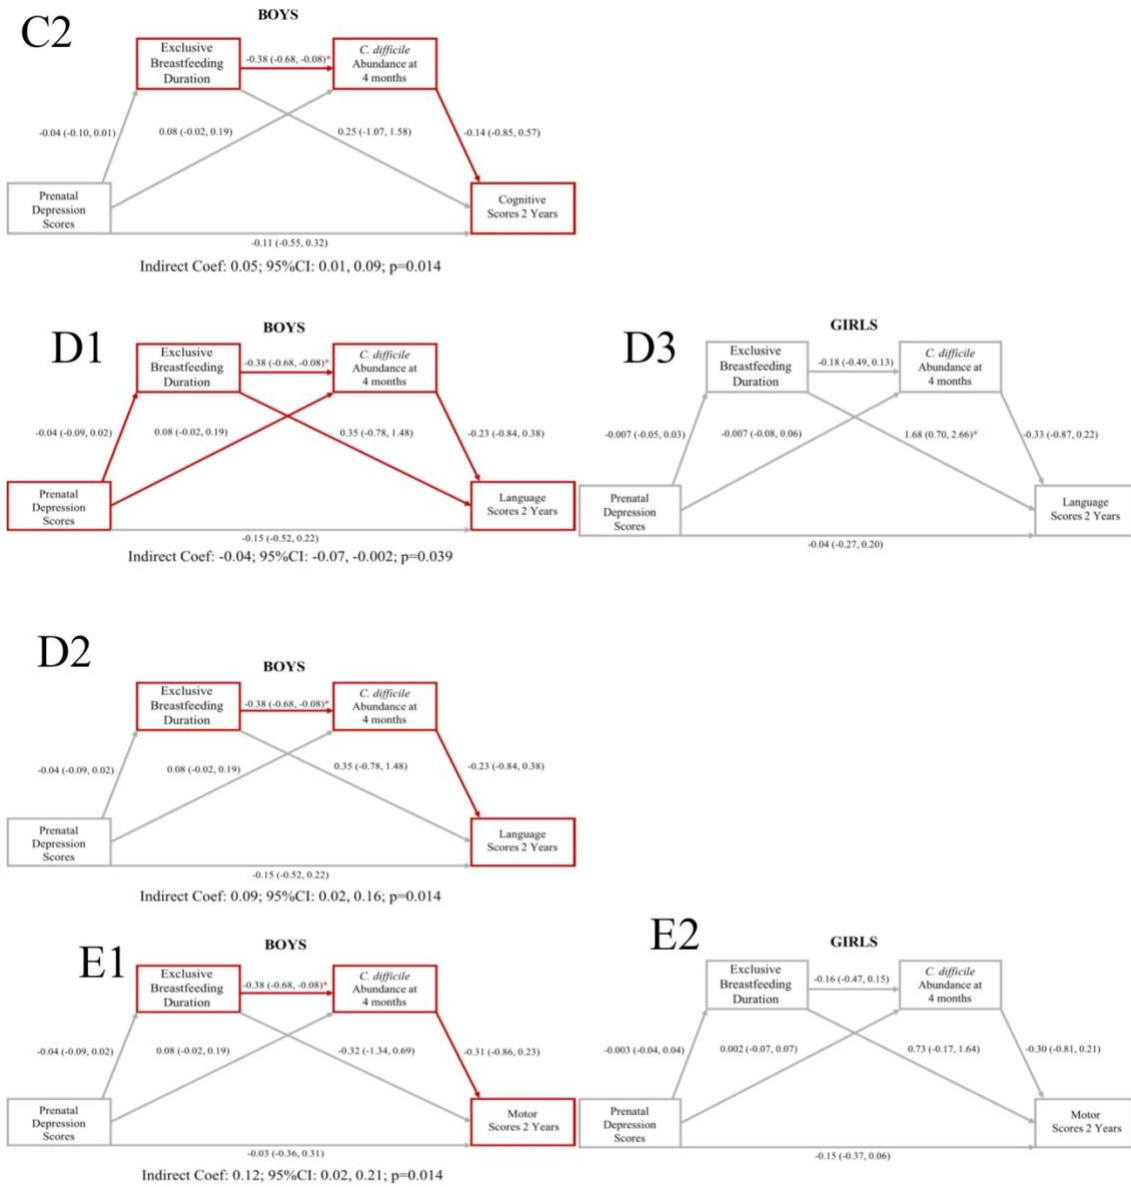 C2
BOYS
Exclusive
Breastfeeding
Duration
-0.38 (-0.68, -0.08)*
C. difficile
Abundance at
4 months
-0.04 (-0.10, 0.01)
0.08 (-0.02, 0.19)
0.25 (-1.07, 1.58)
-0.14 (-0.85, 0.57)
Prenatal
Depression
Scores
Cognitive
Scores 2 Years
-0.11 (-0.55, 0.32)
Indirect Coef: 0.05; 95%CI: 0.01, 0.09; p=0.014
D1
BOYS
Exclusive
Breastfeeding
Duration
-0.38 (-0.68, -0.08)*
C. difficile
Abundance at
4 months
-0.04 (-0.09, 0.02)
0.08 (-0.02, 0.19)
0.35 (-0.78, 1.48)
-0.23 (-0.84, 0.38)
Prenatal
Depression
Scores
Language
Scores 2 Years
-0.15 (-0.52, 0.22)
Indirect Coef: -0.04; 95%CI: -0.07, -0.002; p=0.039
D3
GIRLS
Exclusive
Breastfeeding
Duration
-0.18 (-0.49, 0.13)
C. difficile
Abundance at
4 months
-0.007 (-0.05, 0.03)
-0.007 (-0.08, 0.06)
1.68 (0.70, 2.66)*
-0.33 (-0.87, 0.22)
Prenatal
Depression
Scores
Language
Scores 2 Years
-0.04 (-0.27, 0.20)
D2
BOYS
Exclusive
Breastfeeding
Duration
-0.38 (-0.68, -0.08)*
C. difficile
Abundance at
4 months
-0.04 (-0.09, 0.02)
0.08 (-0.02, 0.19)
0.35 (-0.78, 1.48)
-0.23 (-0.84, 0.38)
Prenatal
Depression
Scores
Language
Scores 2 Years
-0.15 (-0.52, 0.22)
Indirect Coef: 0.09; 95%CI: 0.02, 0.16; p=0.014
E1
BOYS
Exclusive
Breastfeeding
Duration
-0.38 (-0.68, -0.08)*
C. difficile
Abundance at
4 months
-0.04 (-0.09, 0.02)
0.08 (-0.02, 0.19)
-0.32 (-1.34, 0.69)
-0.31 (-0.86, 0.23)
Prenatal
Depression
Scores
Motor
Scores 2 Years
-0.03 (-0.36, 0.31)
Indirect Coef: 0.12; 95%CI: 0.02, 0.21; p=0.014
E2
GIRLS
Exclusive
Breastfeeding
Duration
-0.16 (-0.47, 0.15)
C. difficile
Abundance at
4 months
-0.003 (-0.04, 0.04)
0.002 (-0.07, 0.07)
0.73 (-0.17, 1.64)
-0.30 (-0.81, 0.21)
Prenatal
Depression
Scores
Motor
Scores 2 Years
-0.15 (-0.37, 0.06)